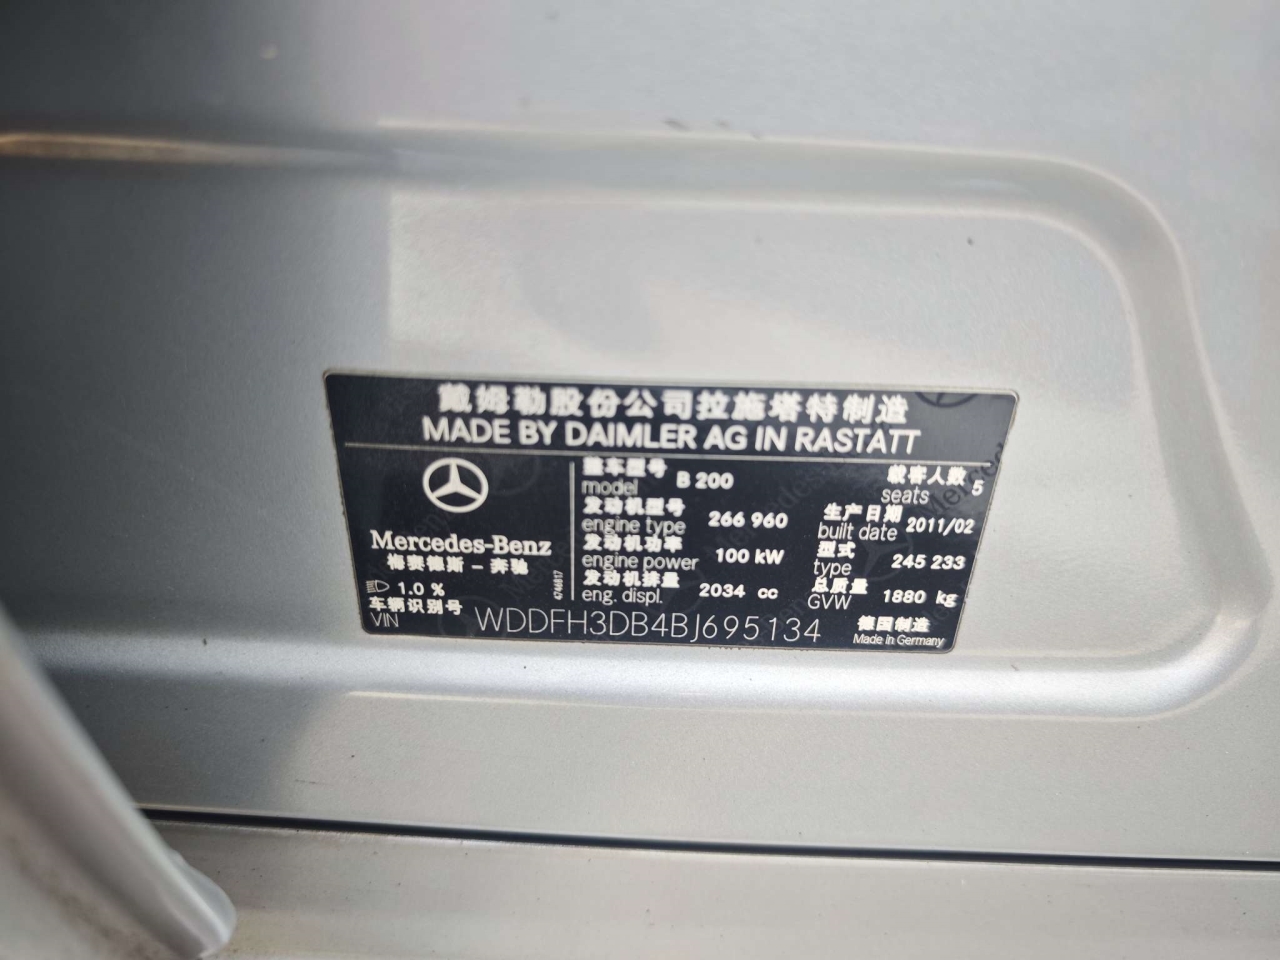 戴姆勒股份公司拉施塔特制造
MADE BY DAIMLER AG IN RASTATT
Mercedes-Benz
梅赛德斯－奔驰
1.0 %
4746817
整车型号
model B 200
载客人数
seats 5
发动机型号
engine type 266 960
生产日期
built date 2011/02
发动机功率
engine power 100 kW
型式
type 245 233
发动机排量
eng. displ. 2034 cc
总质量
GVW 1880 kg
车辆识别号
VIN WDDFH3DB4BJ695134
德国制造
Made in Germany